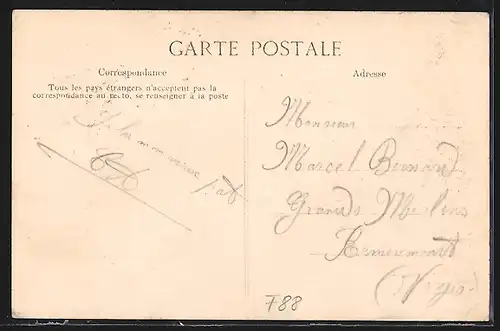 CARTE POSTALE
Correspondance
Tous les pays étrangers n'acceptent pas la
correspondance au recto, se renseigner à la poste
Adresse
Monsieur
Marcel Bernard
Grands Moulins
Remiremont
(Vosges)
788